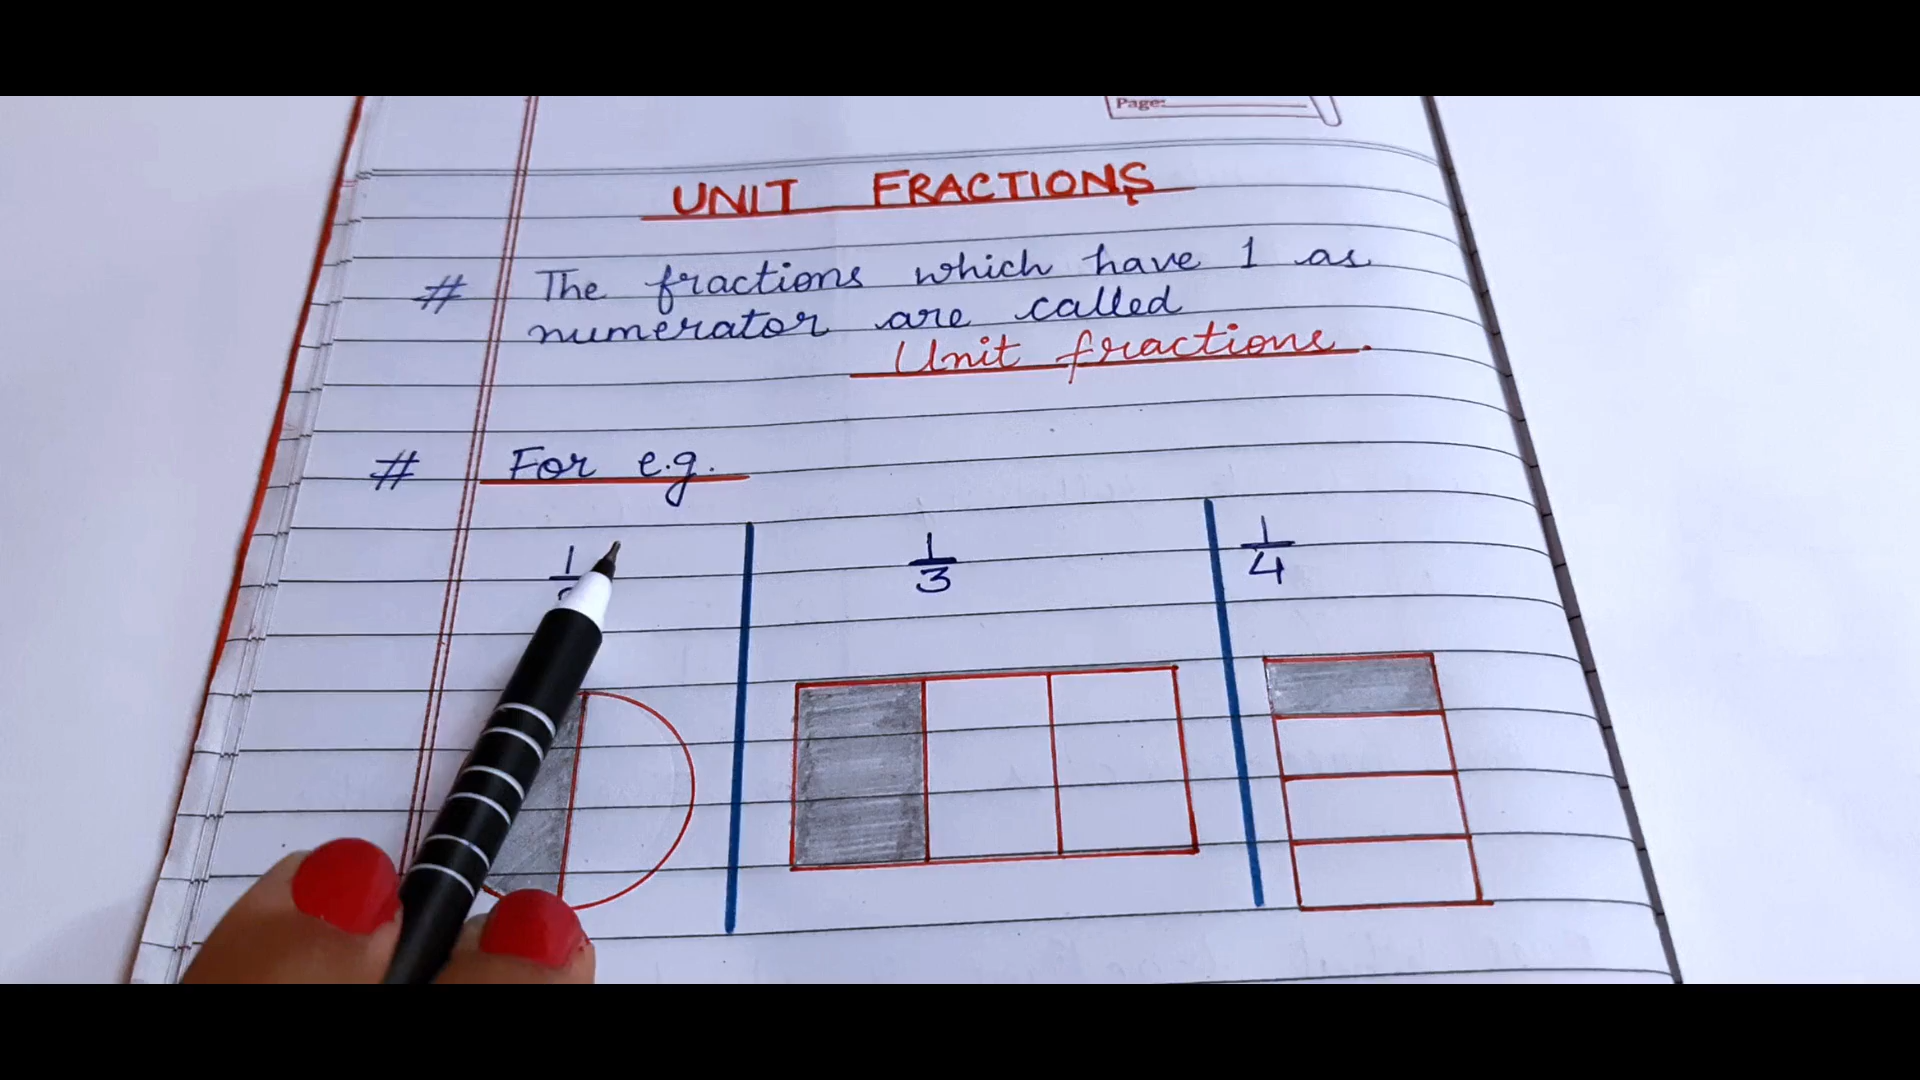 Page:
UNIT FRACTIONS
# The fractions which have 1 as
numerator are called
Unit fractions.
# For e.g.
1/3
1/4